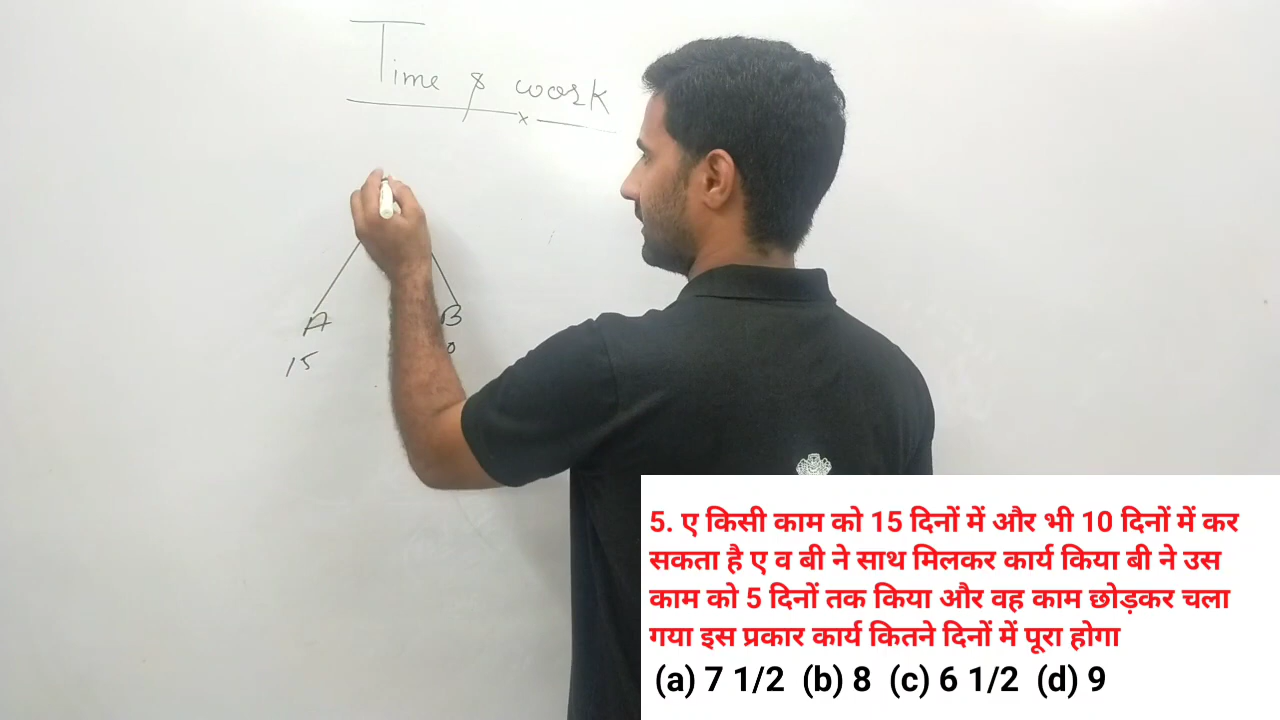 Time & work
x
A B
15
5. ए किसी काम को 15 दिनों में और भी 10 दिनों में कर
सकता है ए व बी ने साथ मिलकर कार्य किया बी ने उस
काम को 5 दिनों तक किया और वह काम छोड़कर चला
गया इस प्रकार कार्य कितने दिनों में पूरा होगा
(a) 7 1/2 (b) 8 (c) 6 1/2 (d) 9